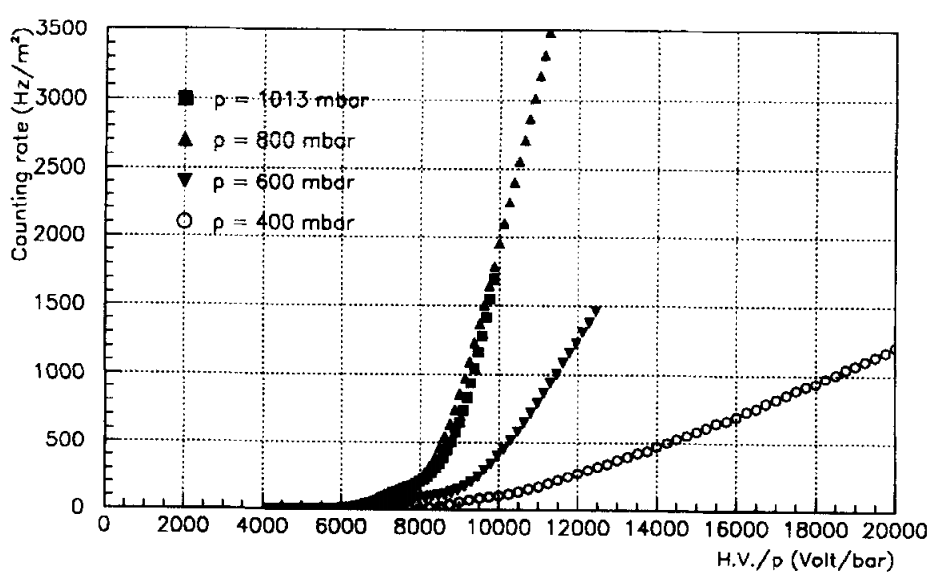 Counting rate (Hz/m²)
3500
3000
2500
2000
1500
1000
500
0
p = 1013 mbar
p = 800 mbar
p = 600 mbar
p = 400 mbar
0 2000 4000 6000 8000 10000 12000 14000 16000 18000 20000
H.V./p (Volt/bar)